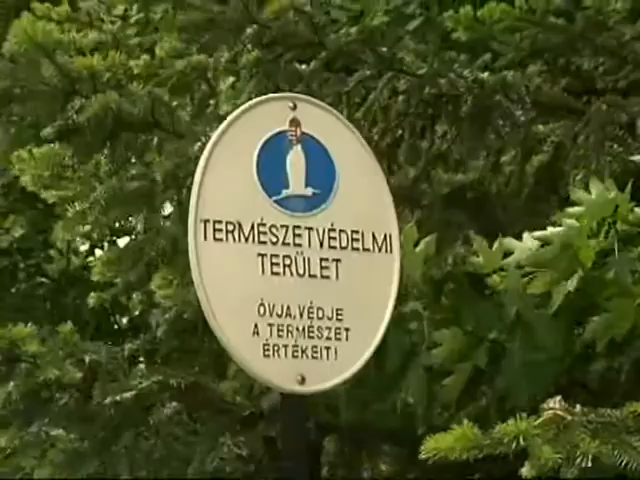 TERMÉSZETVÉDELMI
TERÜLET
ÓVJA, VÉDJE
A TERMÉSZET
ÉRTÉKEIT!